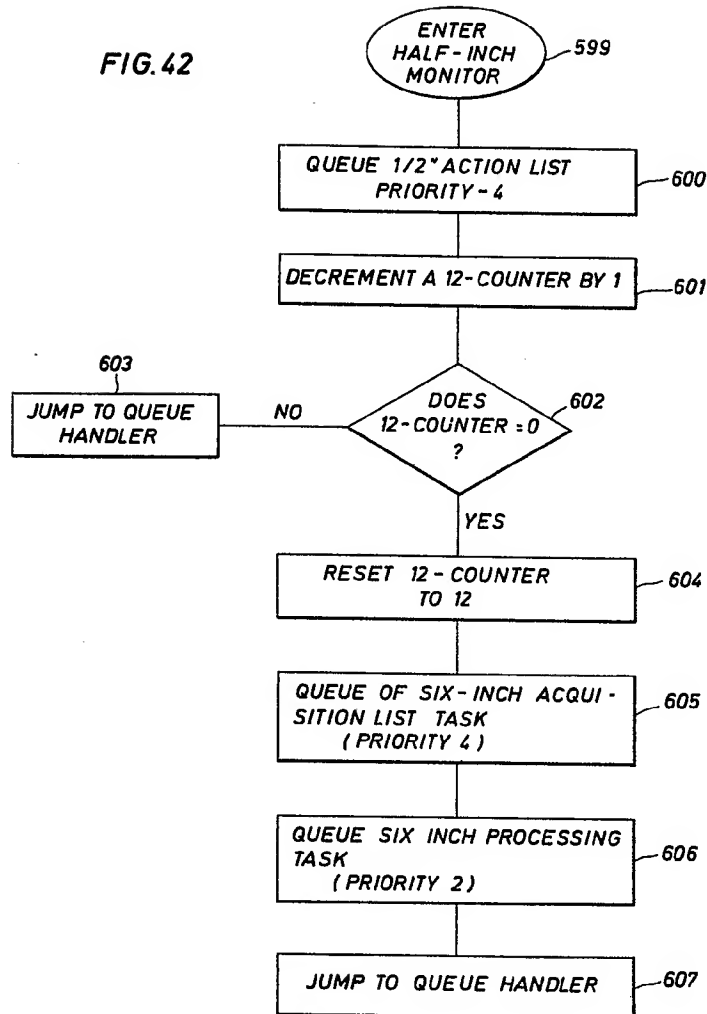 FIG. 42
ENTER
HALF-INCH
MONITOR
599
QUEUE 1/2" ACTION LIST
PRIORITY-4
600
DECREMENT A 12-COUNTER BY 1
601
603
JUMP TO QUEUE
HANDLER
NO
DOES
12-COUNTER =0
?
602
YES
RESET 12-COUNTER
TO 12
604
QUEUE OF SIX-INCH ACQUI-
SITION LIST TASK
(PRIORITY 4)
605
QUEUE SIX INCH PROCESSING
TASK
(PRIORITY 2)
606
JUMP TO QUEUE HANDLER
607